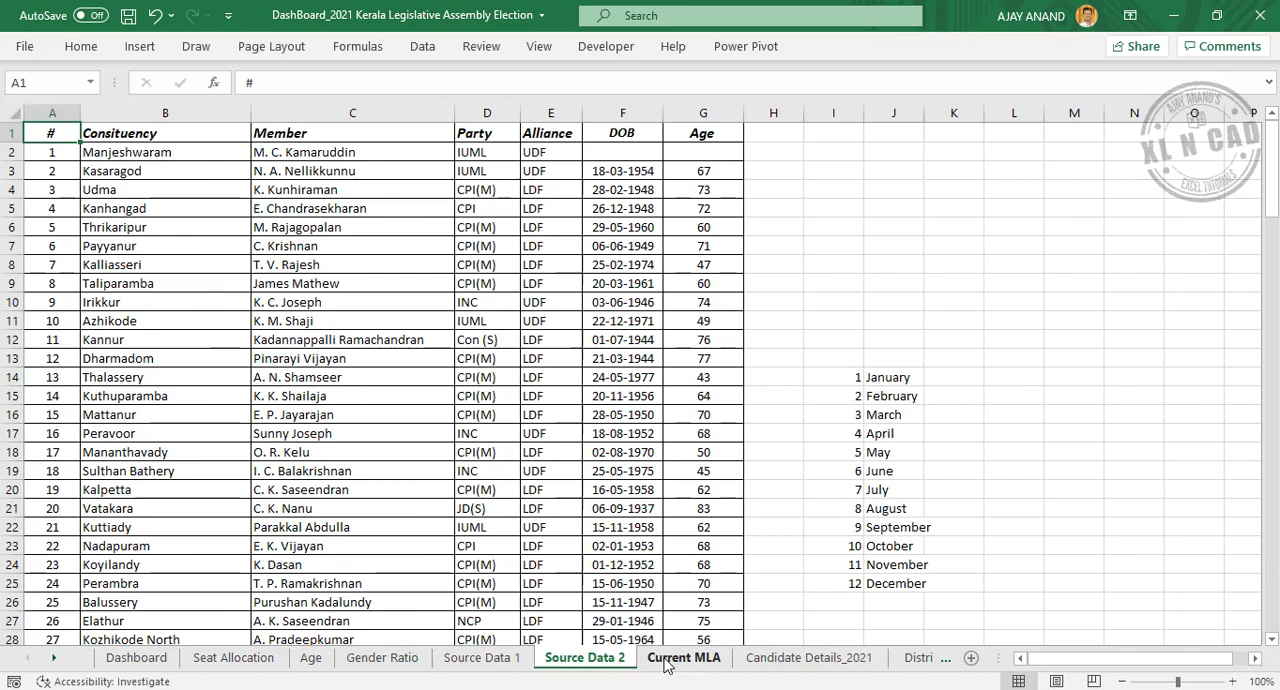 AutoSave Off DashBoard_2021 Kerala Legislative Assembly Election Search AJAY ANAND
File Home Insert Draw Page Layout Formulas Data Review View Developer Help Power Pivot Share Comments
A1 fx #
A B C D E F G H I J K L M N O P
1 # Consituency Member Party Alliance DOB Age
2 1 Manjeshwaram M. C. Kamaruddin IUML UDF
3 2 Kasaragod N. A. Nellikkunnu IUML UDF 18-03-1954 67
4 3 Udma K. Kunhiraman CPI(M) LDF 28-02-1948 73
5 4 Kanhangad E. Chandrasekharan CPI LDF 26-12-1948 72
6 5 Thrikaripur M. Rajagopalan CPI(M) LDF 29-05-1960 60
7 6 Payyanur C. Krishnan CPI(M) LDF 06-06-1949 71
8 7 Kalliasseri T. V. Rajesh CPI(M) LDF 25-02-1974 47
9 8 Taliparamba James Mathew CPI(M) LDF 20-03-1961 60
10 9 Irikkur K. C. Joseph INC UDF 03-06-1946 74
11 10 Azhikode K. M. Shaji IUML UDF 22-12-1971 49
12 11 Kannur Kadannappalli Ramachandran Con (S) LDF 01-07-1944 76
13 12 Dharmadom Pinarayi Vijayan CPI(M) LDF 21-03-1944 77
14 13 Thalassery A. N. Shamseer CPI(M) LDF 24-05-1977 43 1 January
15 14 Kuthuparamba K. K. Shailaja CPI(M) LDF 20-11-1956 64 2 February
16 15 Mattanur E. P. Jayarajan CPI(M) LDF 28-05-1950 70 3 March
17 16 Peravoor Sunny Joseph INC UDF 18-08-1952 68 4 April
18 17 Mananthavady O. R. Kelu CPI(M) LDF 02-08-1970 50 5 May
19 18 Sulthan Bathery I. C. Balakrishnan INC UDF 25-05-1975 45 6 June
20 19 Kalpetta C. K. Saseendran CPI(M) LDF 16-05-1958 62 7 July
21 20 Vatakara C. K. Nanu JD(S) LDF 06-09-1937 83 8 August
22 21 Kuttiady Parakkal Abdulla IUML UDF 15-11-1958 62 9 September
23 22 Nadapuram E. K. Vijayan CPI LDF 02-01-1953 68 10 October
24 23 Koyilandy K. Dasan CPI(M) LDF 01-12-1952 68 11 November
25 24 Perambra T. P. Ramakrishnan CPI(M) LDF 15-06-1950 70 12 December
26 25 Balussery Purushan Kadalundy CPI(M) LDF 15-11-1947 73
27 26 Elathur A. K. Saseendran NCP LDF 29-01-1946 75
28 27 Kozhikode North A. Pradeepkumar CPI(M) LDF 15-05-1964 56
Dashboard Seat Allocation Age Gender Ratio Source Data 1 Source Data 2 Current MLA Candidate Details_2021 Distri ...
Accessibility: Investigate 100%
AJAY ANAND'S
XL N CAD
EXCEL TUTORIALS